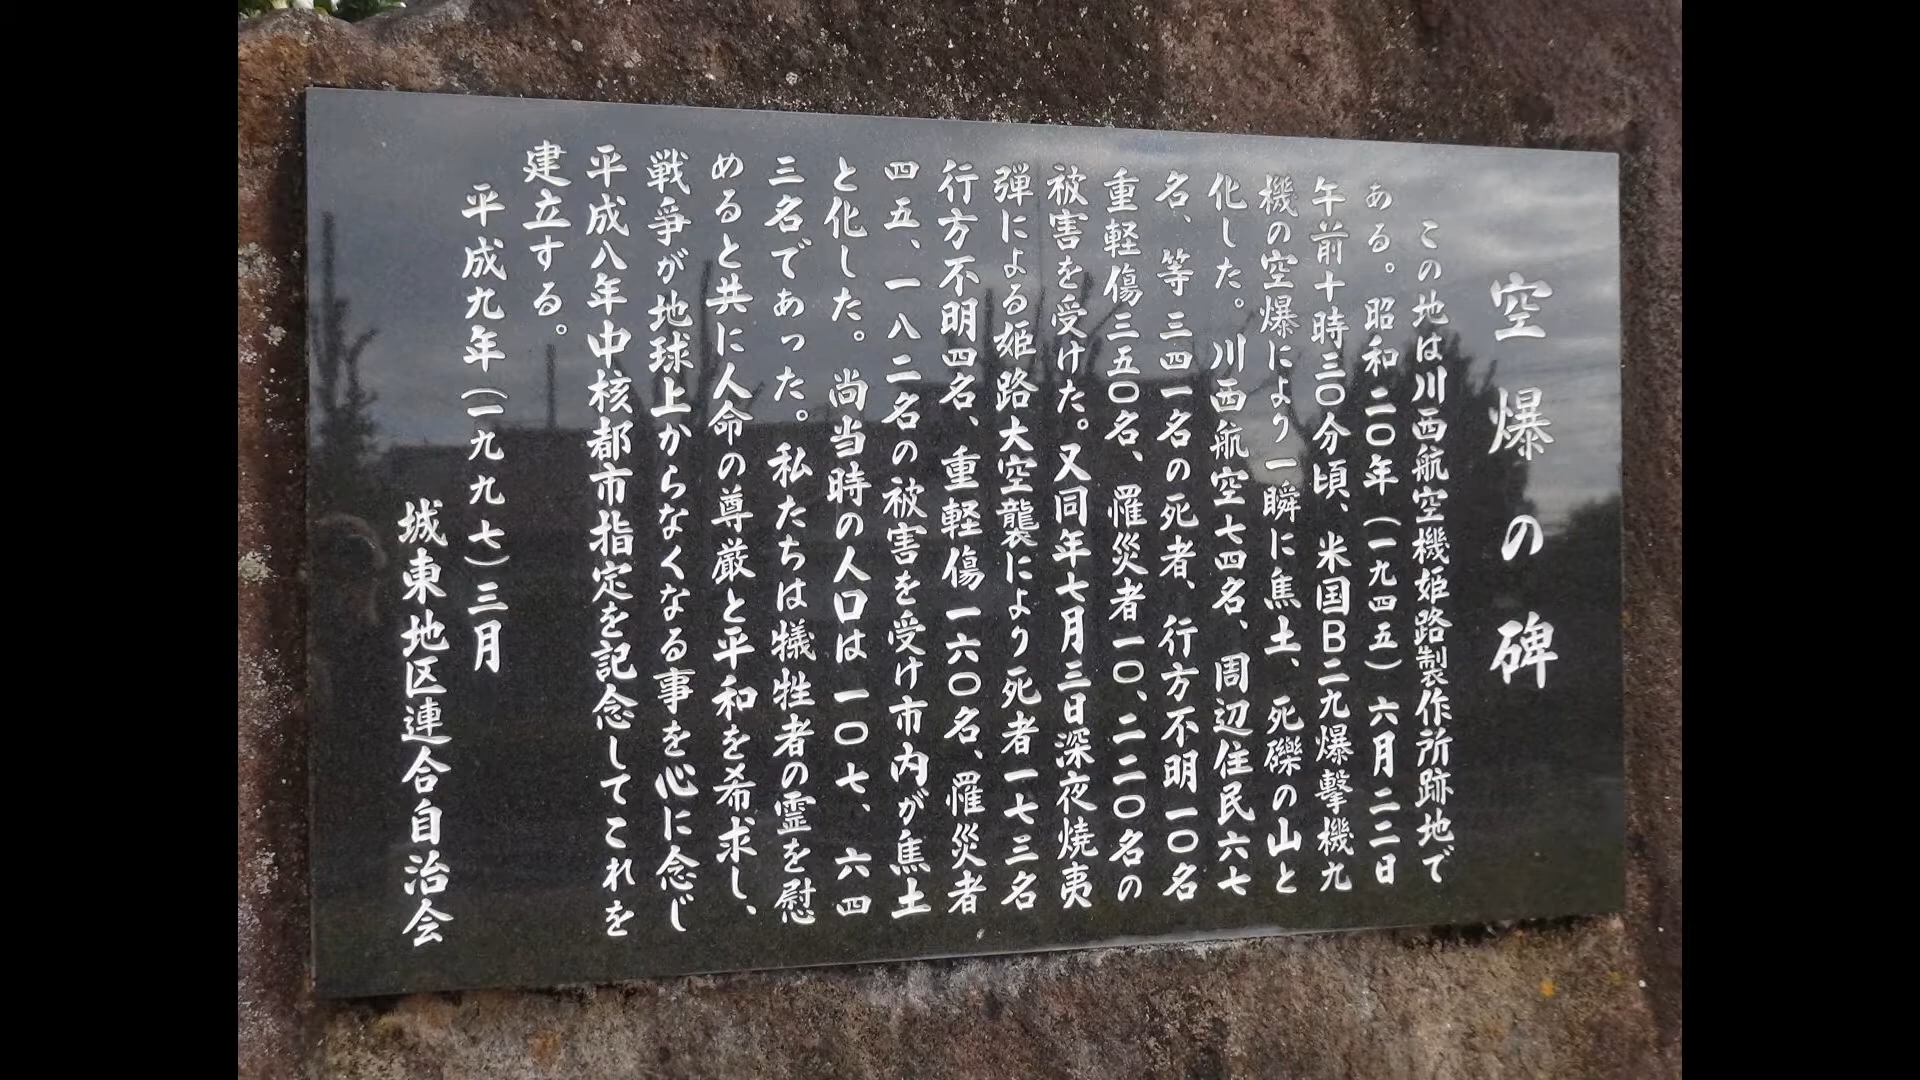 空爆の碑
この地は川西航空機姫路製作所跡地で
ある。昭和二〇年(一九四五)六月二二日
午前十時三〇分頃、米国B二九爆撃機九
機の空爆により一瞬に焦土、死礫の山と
化した。川西航空七四名、周辺住民六七
名、等三四一名の死者、行方不明一〇名
重軽傷三五〇名、罹災者一〇、二二〇名の
被害を受けた。又同年七月三日深夜焼夷
弾による姫路大空襲により死者一七三名
行方不明四名、重軽傷一六〇名、罹災者
四五、一八二名の被害を受け市内が焦土
と化した。尚当時の人口は一〇七、六四
三名であった。私たちは犠牲者の霊を慰
めると共に人命の尊厳と平和を希求し、
戦争が地球上からなくなる事を心に念じ
平成八年中核都市指定を記念してこれを
建立する。
平成九年(一九九七)三月
城東地区連合自治会